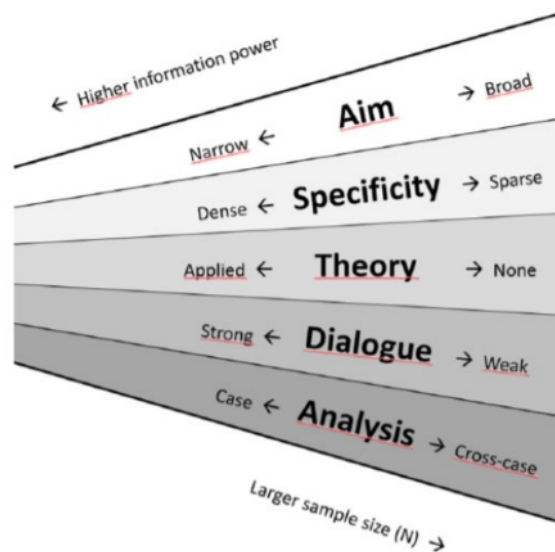 ← Higher information power
Narrow ← Aim → Broad
Dense ← Specificity → Sparse
Applied ← Theory → None
Strong ← Dialogue → Weak
Case ← Analysis → Cross-case
Larger sample size (N) →